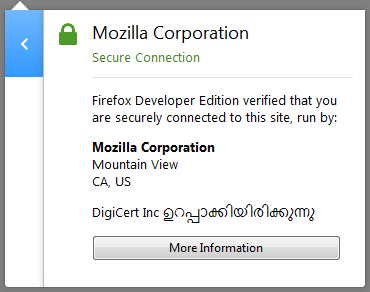 Mozilla Corporation
Secure Connection
Firefox Developer Edition verified that you
are securely connected to this site, run by:
Mozilla Corporation
Mountain View
CA, US
DigiCert Inc ഉറപ്പാക്കിയിരിക്കുന്നു
More Information